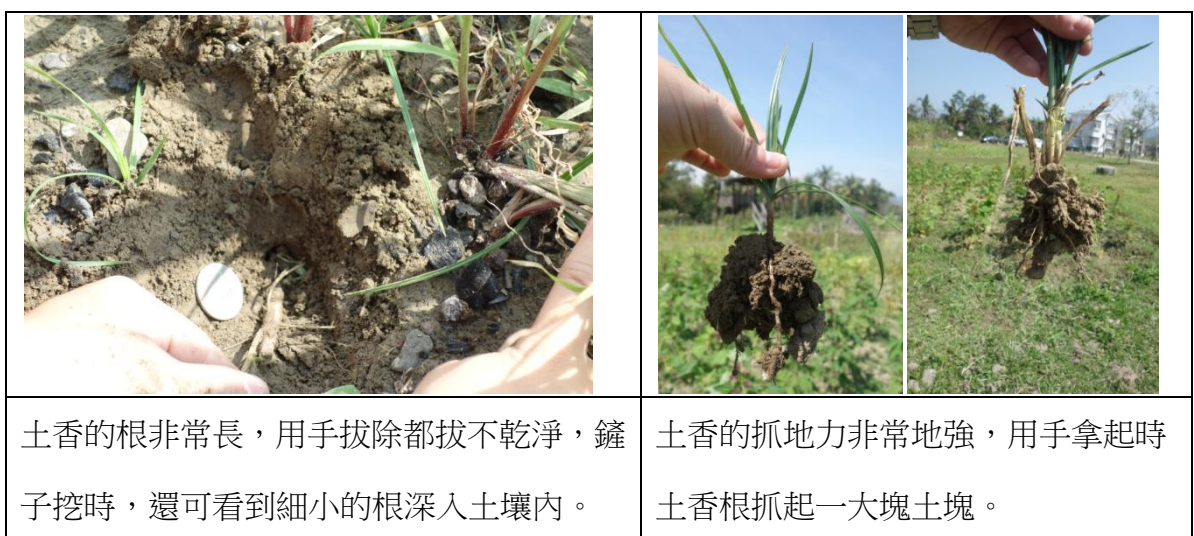 土香的根非常長，用手拔除都拔不乾淨，鏟
子挖時，還可看到細小的根深入土壤內。
土香的抓地力非常地強，用手拿起時
土香根抓起一大塊土塊。